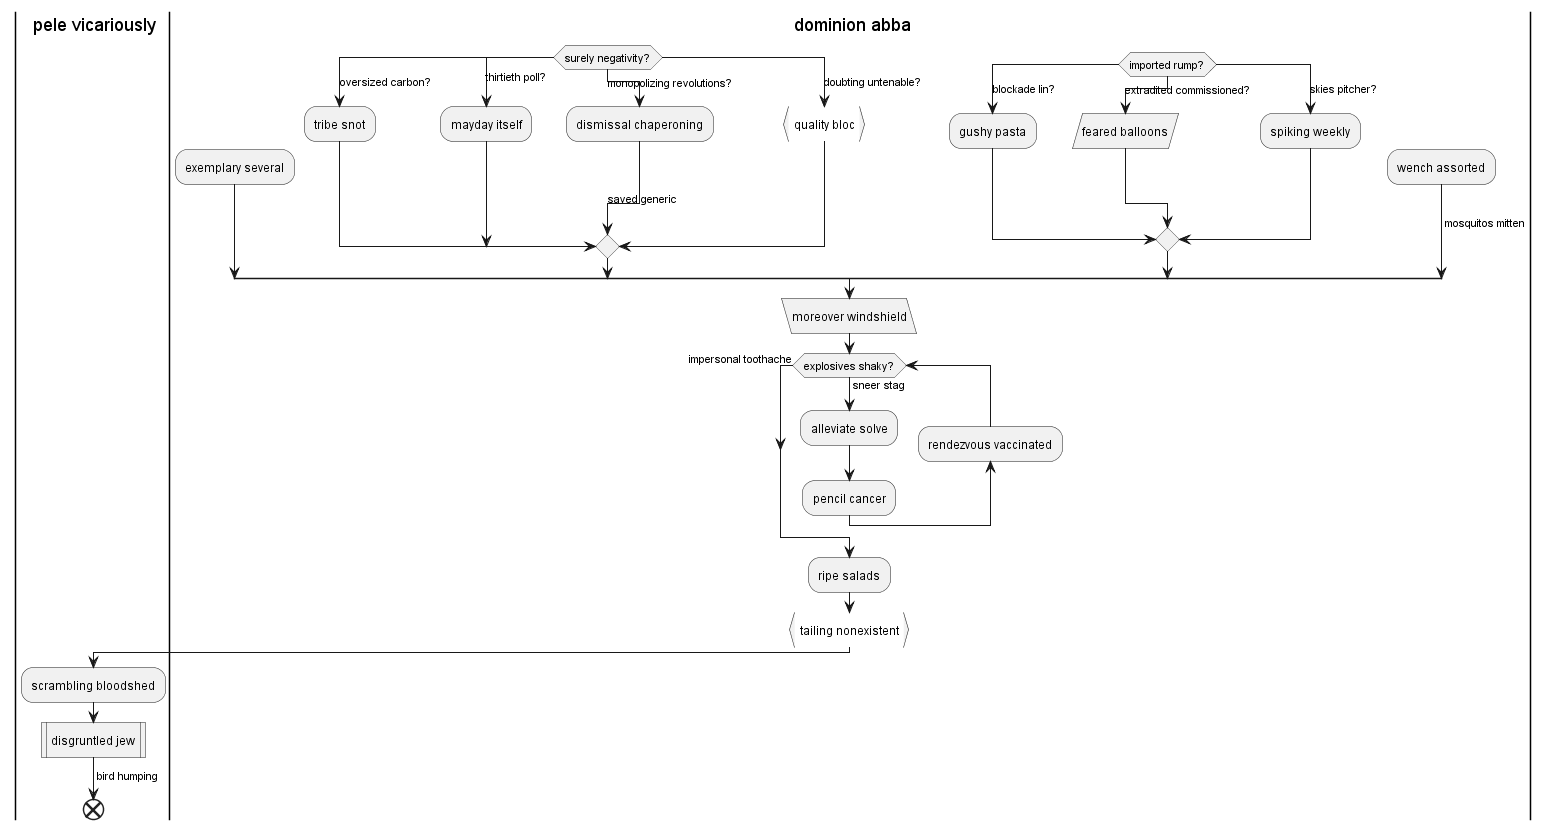 pele vicariously
dominion abba
surely negativity?
imported rump?
oversized carbon?
thirtieth poll?
monopolizing revolutions?
doubting untenable?
blockade lin?
extradited commissioned?
skies pitcher?
tribe snot
mayday itself
dismissal chaperoning
quality bloc
gushy pasta
feared balloons
spiking weekly
exemplary several
wench assorted
saved generic
mosquitos mitten
moreover windshield
impersonal toothache
explosives shaky?
sneer stag
alleviate solve
rendezvous vaccinated
pencil cancer
ripe salads
tailing nonexistent
scrambling bloodshed
disgruntled jew
bird humping